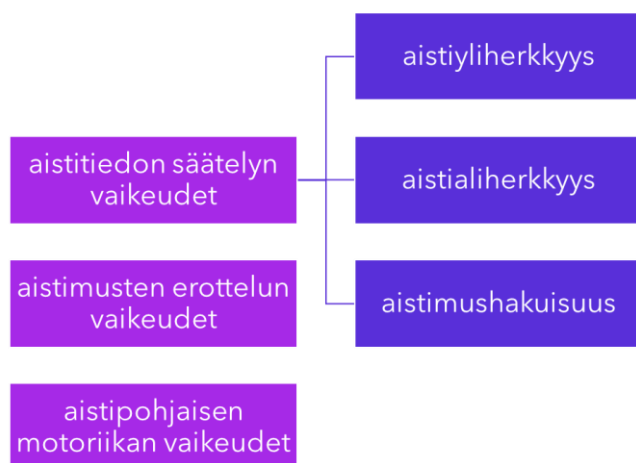 aistitiedon säätelyn
vaikeudet
aistimusten erottelun
vaikeudet
aistipohjaisen
motoriikan vaikeudet
aistiyliherkkyys
aistialiherkkyys
aistimushakuisuus